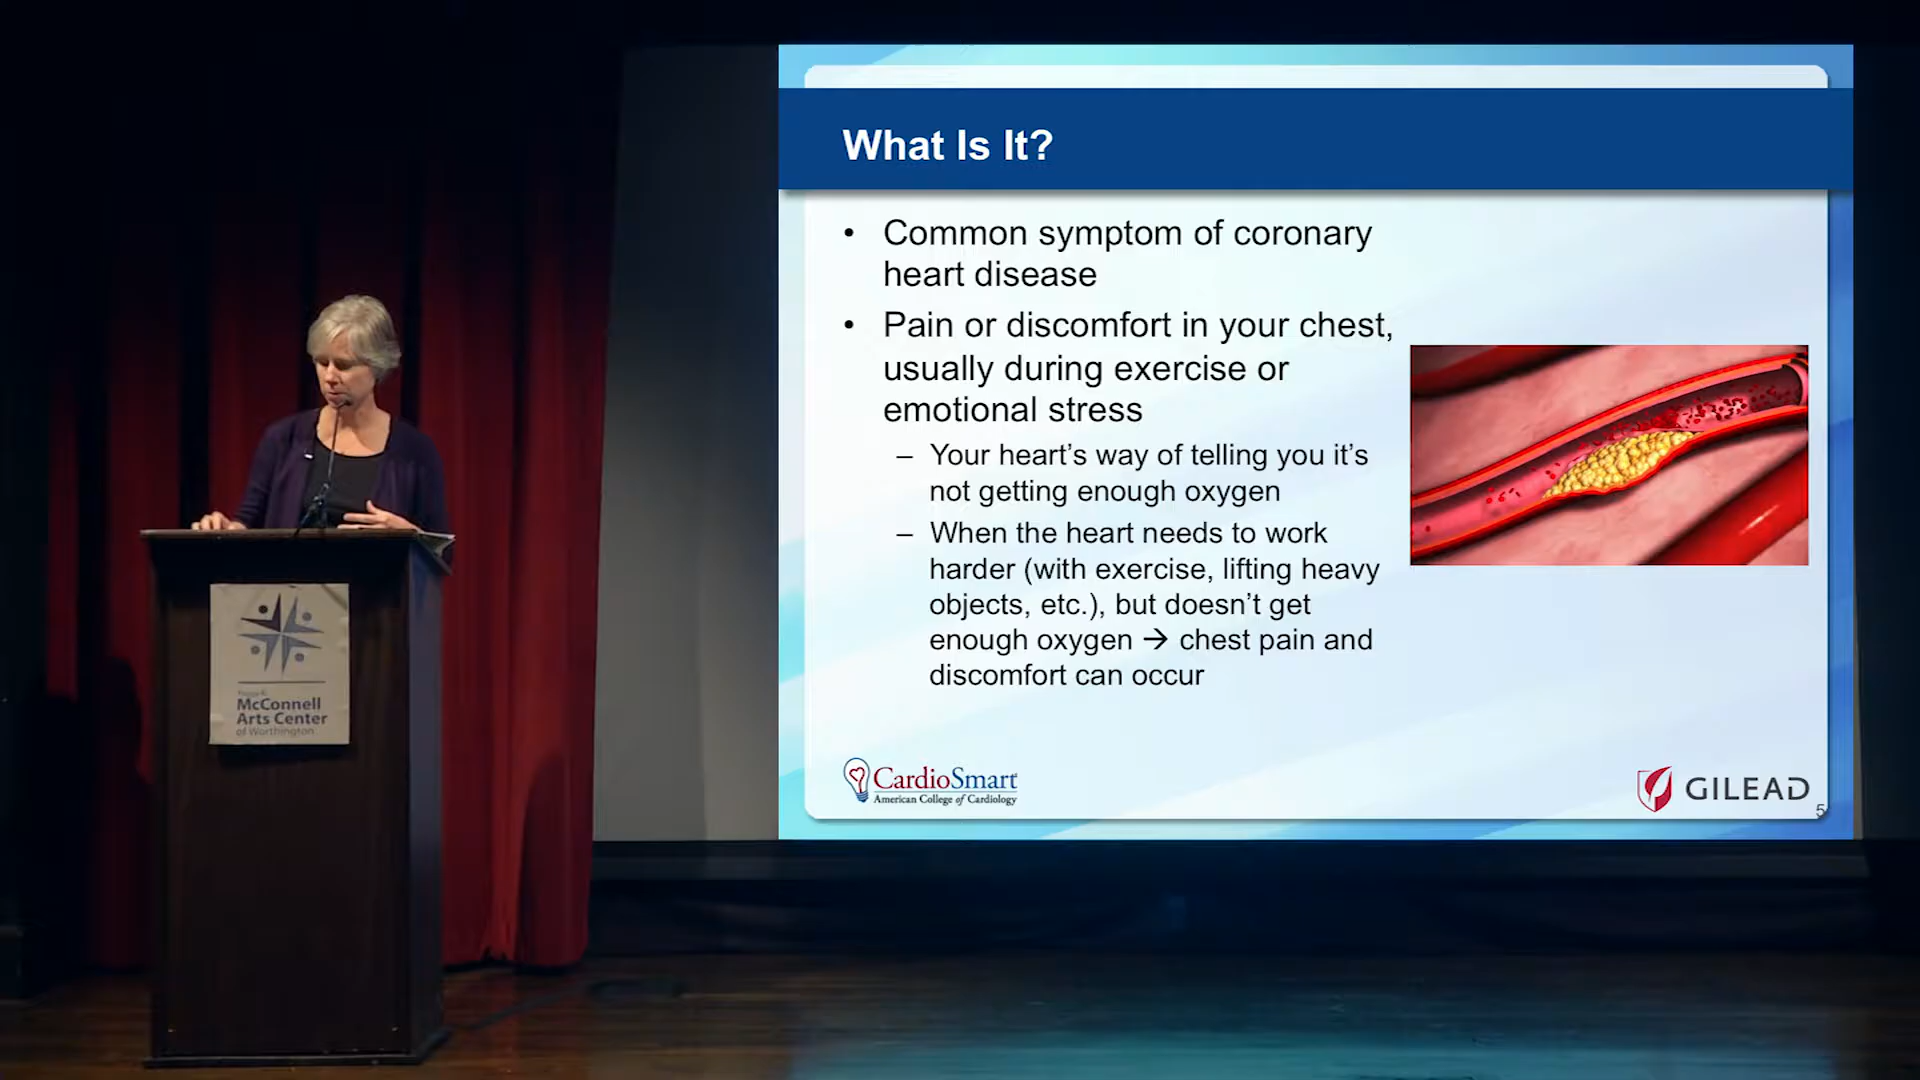 What Is It?
• Common symptom of coronary
heart disease
• Pain or discomfort in your chest,
usually during exercise or
emotional stress
– Your heart’s way of telling you it’s
not getting enough oxygen
– When the heart needs to work
harder (with exercise, lifting heavy
objects, etc.), but doesn’t get
enough oxygen → chest pain and
discomfort can occur
CardioSmart
American College of Cardiology
GILEAD
5
McConnell
Arts Center
of Worthington